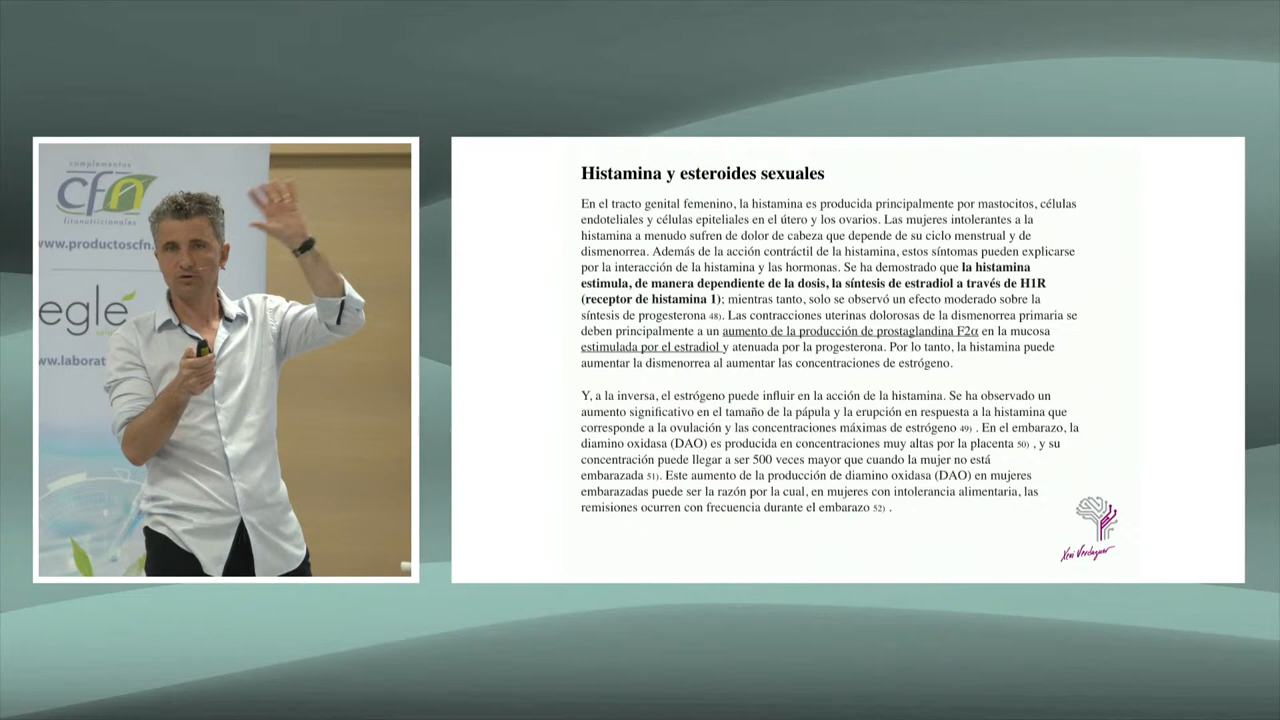 complementos
cfn
fitonutricionales
www.productoscfn.
eglé
www.laborat
Histamina y esteroides sexuales
En el tracto genital femenino, la histamina es producida principalmente por mastocitos, células
endoteliales y células epiteliales en el útero y los ovarios. Las mujeres intolerantes a la
histamina a menudo sufren de dolor de cabeza que depende de su ciclo menstrual y de
dismenorrea. Además de la acción contráctil de la histamina, estos síntomas pueden explicarse
por la interacción de la histamina y las hormonas. Se ha demostrado que la histamina
estimula, de manera dependiente de la dosis, la síntesis de estradiol a través de H1R
(receptor de histamina 1); mientras tanto, solo se observó un efecto moderado sobre la
síntesis de progesterona 48). Las contracciones uterinas dolorosas de la dismenorrea primaria se
deben principalmente a un aumento de la producción de prostaglandina F2α en la mucosa
estimulada por el estradiol y atenuada por la progesterona. Por lo tanto, la histamina puede
aumentar la dismenorrea al aumentar las concentraciones de estrógeno.
Y, a la inversa, el estrógeno puede influir en la acción de la histamina. Se ha observado un
aumento significativo en el tamaño de la pápula y la erupción en respuesta a la histamina que
corresponde a la ovulación y las concentraciones máximas de estrógeno 49) . En el embarazo, la
diamino oxidasa (DAO) es producida en concentraciones muy altas por la placenta 50) , y su
concentración puede llegar a ser 500 veces mayor que cuando la mujer no está
embarazada 51). Este aumento de la producción de diamino oxidasa (DAO) en mujeres
embarazadas puede ser la razón por la cual, en mujeres con intolerancia alimentaria, las
remisiones ocurren con frecuencia durante el embarazo 52) .
Xevi Verdaguer